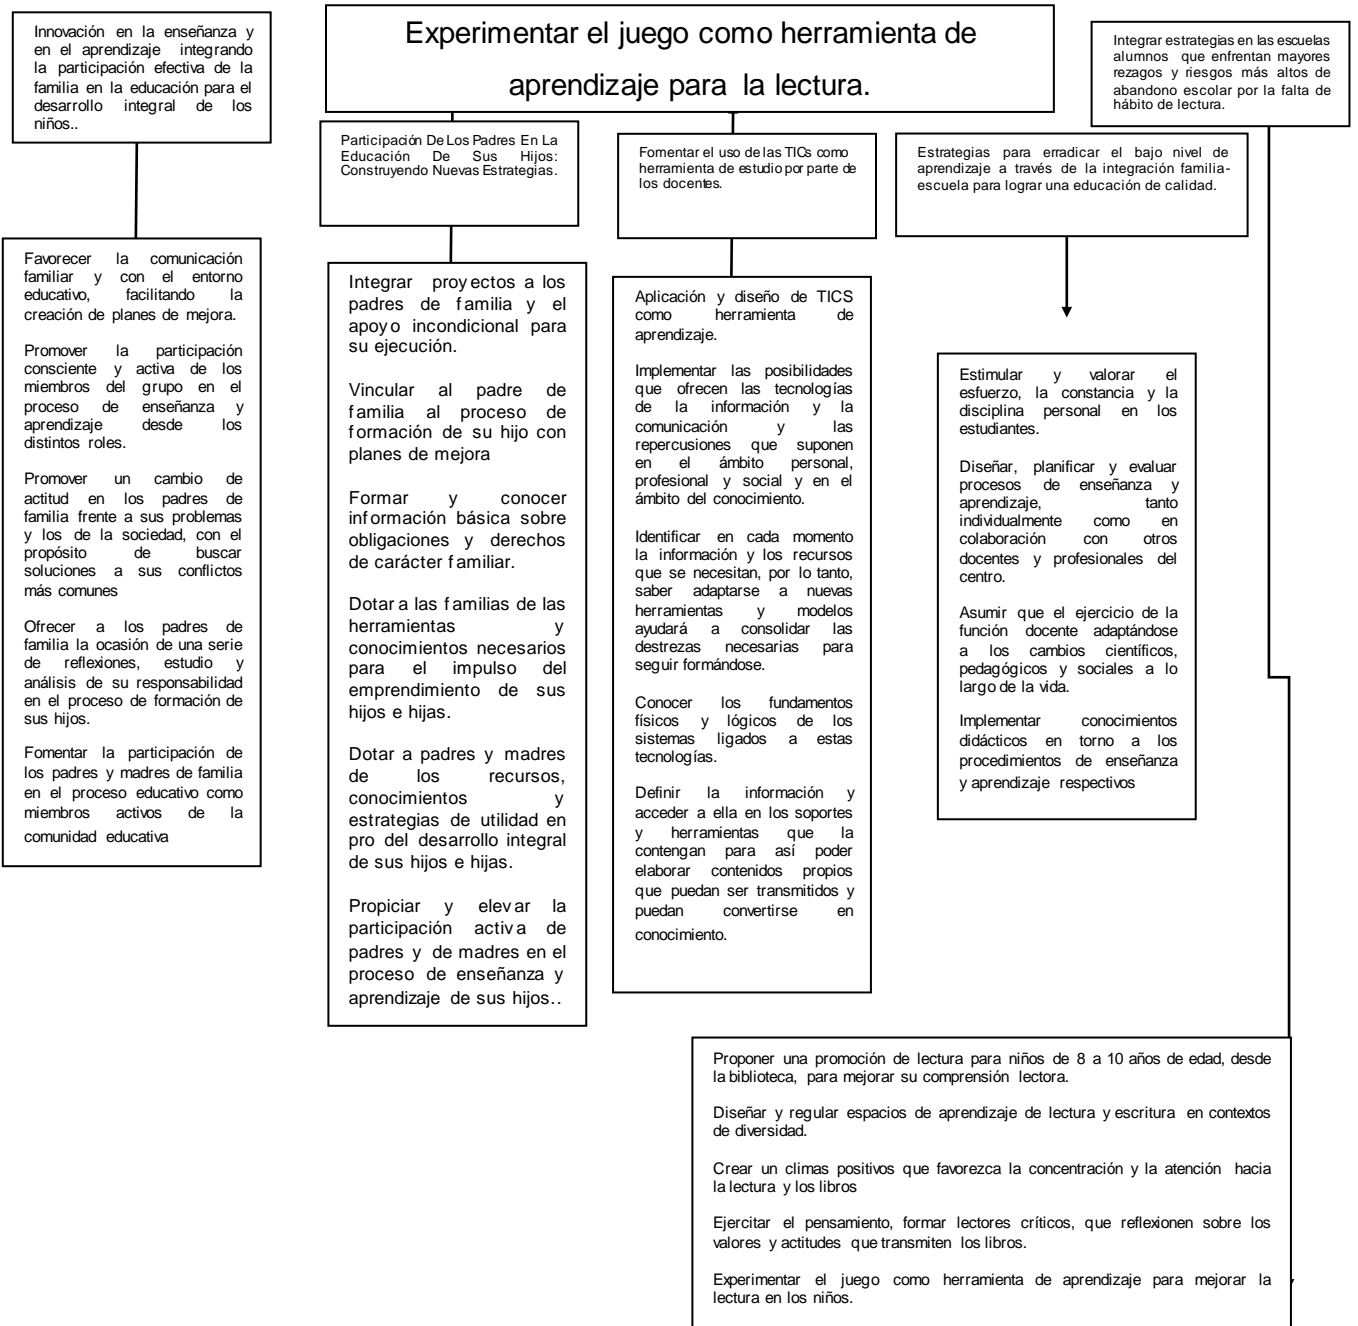 Innovación en la enseñanza y
en el aprendizaje integrando
la participación efectiva de la
familia en la educación para el
desarrollo integral de los
niños..
Experimentar el juego como herramienta de
aprendizaje para la lectura.
Integrar estrategias en las escuelas
alumnos que enfrentan mayores
rezagos y riesgos más altos de
abandono escolar por la falta de
hábito de lectura.
Participación De Los Padres En La
Educación De Sus Hijos:
Construyendo Nuevas Estrategias.
Fomentar el uso de las TICs como
herramienta de estudio por parte de
los docentes.
Estrategias para erradicar el bajo nivel de
aprendizaje a través de la integración familia-
escuela para lograr una educación de calidad.
Favorecer la comunicación
familiar y con el entorno
educativo, facilitando la
creación de planes de mejora.
Promover la participación
consciente y activa de los
miembros del grupo en el
proceso de enseñanza y
aprendizaje desde los
distintos roles.
Promover un cambio de
actitud en los padres de
familia frente a sus problemas
y los de la sociedad, con el
propósito de buscar
soluciones a sus conflictos
más comunes
Ofrecer a los padres de
familia la ocasión de una serie
de reflexiones, estudio y
análisis de su responsabilidad
en el proceso de formación de
sus hijos.
Fomentar la participación de
los padres y madres de familia
en el proceso educativo como
miembros activos de la
comunidad educativa
Integrar proyectos a los
padres de familia y el
apoyo incondicional para
su ejecución.
Vincular al padre de
familia al proceso de
formación de su hijo con
planes de mejora
Formar y conocer
información básica sobre
obligaciones y derechos
de carácter familiar.
Dotar a las familias de las
herramientas y
conocimientos necesarios
para el impulso del
emprendimiento de sus
hijos e hijas.
Dotar a padres y madres
de los recursos,
conocimientos y
estrategias de utilidad en
pro del desarrollo integral
de sus hijos e hijas.
Propiciar y elevar la
participación activa de
padres y de madres en el
proceso de enseñanza y
aprendizaje de sus hijos..
Aplicación y diseño de TICS
como herramienta de
aprendizaje.
Implementar las posibilidades
que ofrecen las tecnologías
de la información y la
comunicación y las
repercusiones que suponen
en el ámbito personal,
profesional y social y en el
ámbito del conocimiento.
Identificar en cada momento
la información y los recursos
que se necesitan, por lo tanto,
saber adaptarse a nuevas
herramientas y modelos
ayudará a consolidar las
destrezas necesarias para
seguir formándose.
Conocer los fundamentos
físicos y lógicos de los
sistemas ligados a estas
tecnologías.
Definir la información y
acceder a ella en los soportes
y herramientas que la
contengan para así poder
elaborar contenidos propios
que puedan ser transmitidos y
puedan convertirse en
conocimiento.
Estimular y valorar el
esfuerzo, la constancia y la
disciplina personal en los
estudiantes.
Diseñar, planificar y evaluar
procesos de enseñanza y
aprendizaje, tanto
individualmente como en
colaboración con otros
docentes y profesionales del
centro.
Asumir que el ejercicio de la
función docente adaptándose
a los cambios científicos,
pedagógicos y sociales a lo
largo de la vida.
Implementar conocimientos
didácticos en torno a los
procedimientos de enseñanza
y aprendizaje respectivos
Proponer una promoción de lectura para niños de 8 a 10 años de edad, desde
la biblioteca, para mejorar su comprensión lectora.
Diseñar y regular espacios de aprendizaje de lectura y escritura en contextos
de diversidad.
Crear un climas positivos que favorezca la concentración y la atención hacia
la lectura y los libros
Ejercitar el pensamiento, formar lectores críticos, que reflexionen sobre los
valores y actitudes que transmiten los libros.
Experimentar el juego como herramienta de aprendizaje para mejorar la
lectura en los niños.